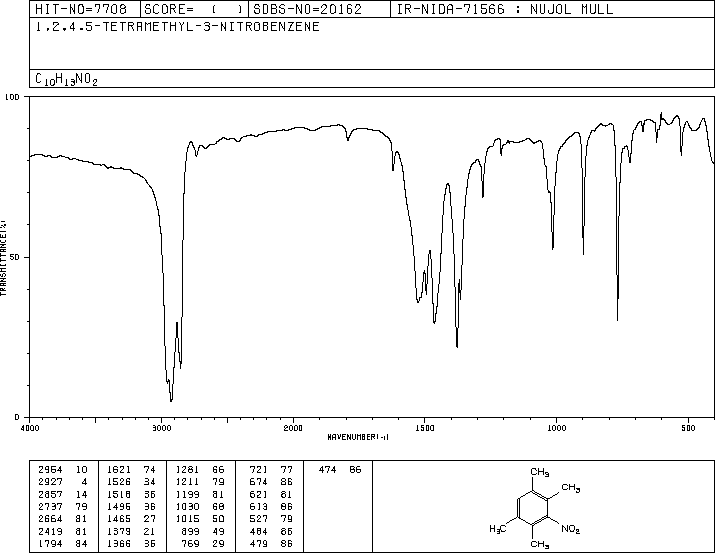 HIT-NO=7708 SCORE= ( ) SDBS-NO=20162 IR-NIDA-71566 : NUJOL MULL
1,2,4,5-TETRAMETHYL-3-NITROBENZENE
C10H13NO2
100
50
0
TRANSMITTANCE(%)
4000 3000 2000 1500 1000 500
WAVENUMBER(-1)
2964 10 1621 74 1281 66 721 77 474 86
2927 4 1526 34 1211 79 674 86
2857 14 1518 36 1199 81 621 81
2737 79 1496 36 1030 68 613 86
2664 81 1465 27 1015 50 527 79
2419 81 1379 21 899 49 484 86
1794 84 1366 35 769 29 479 86
CH3
CH3
H3C
NO2
CH3